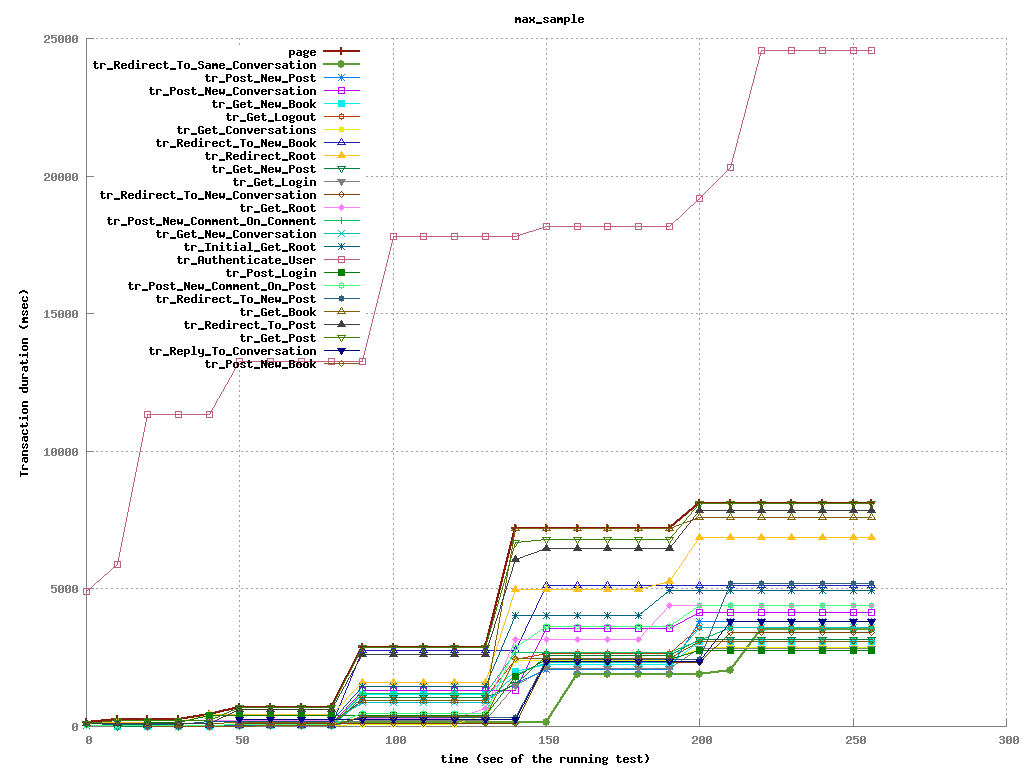 max_sample
25000
20000
15000
10000
5000
0
Transaction duration (msec)
page
tr_Redirect_To_Same_Conversation
tr_Post_New_Post
tr_Post_New_Conversation
tr_Get_New_Book
tr_Get_Logout
tr_Get_Conversations
tr_Redirect_To_New_Book
tr_Redirect_Root
tr_Get_New_Post
tr_Get_Login
tr_Redirect_To_New_Conversation
tr_Get_Root
tr_Post_New_Comment_On_Comment
tr_Get_New_Conversation
tr_Initial_Get_Root
tr_Authenticate_User
tr_Post_Login
tr_Post_New_Comment_On_Post
tr_Redirect_To_New_Post
tr_Get_Book
tr_Redirect_To_Post
tr_Get_Post
tr_Reply_To_Conversation
tr_Post_New_Book
0 50 100 150 200 250 300
time (sec of the running test)